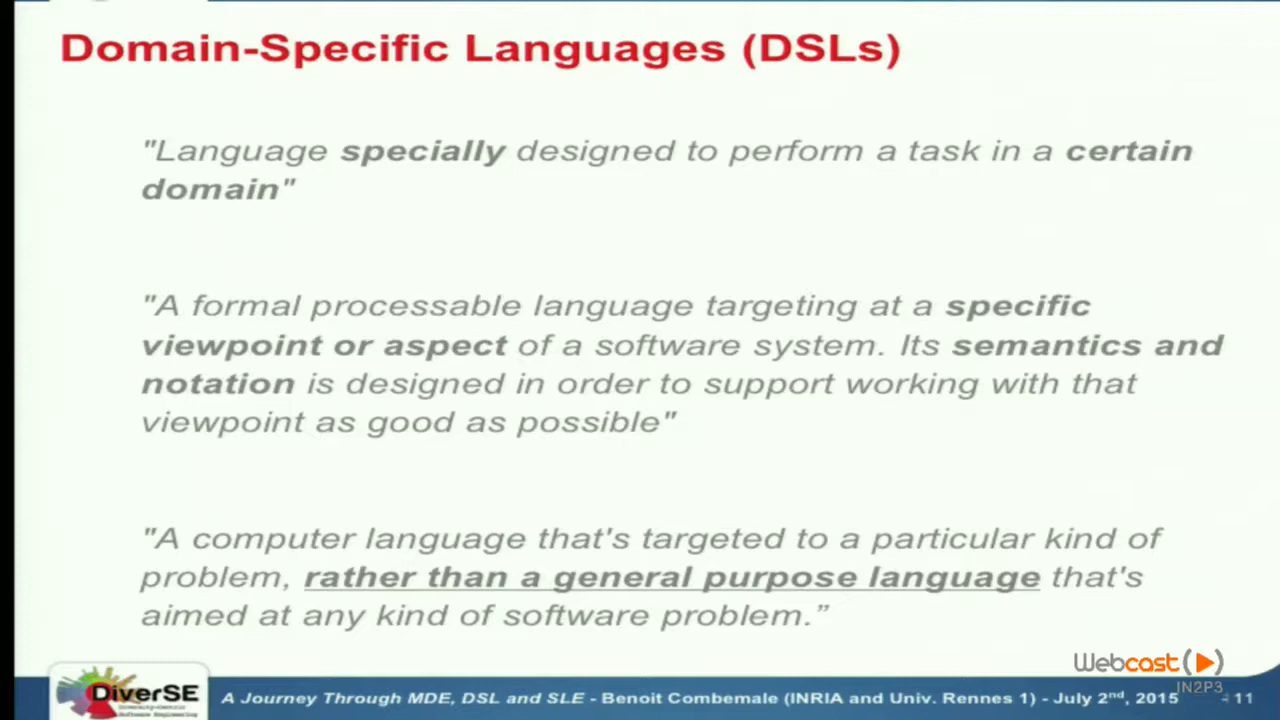 Domain-Specific Languages (DSLs)
"Language specially designed to perform a task in a certain
domain"
"A formal processable language targeting at a specific
viewpoint or aspect of a software system. Its semantics and
notation is designed in order to support working with that
viewpoint as good as possible"
"A computer language that's targeted to a particular kind of
problem, rather than a general purpose language that's
aimed at any kind of software problem.”
Webcast
IN2P3
DiverSE
Diversity-Centric
Software Engineering
A Journey Through MDE, DSL and SLE - Benoit Combemale (INRIA and Univ. Rennes 1) - July 2nd, 2015 - 11